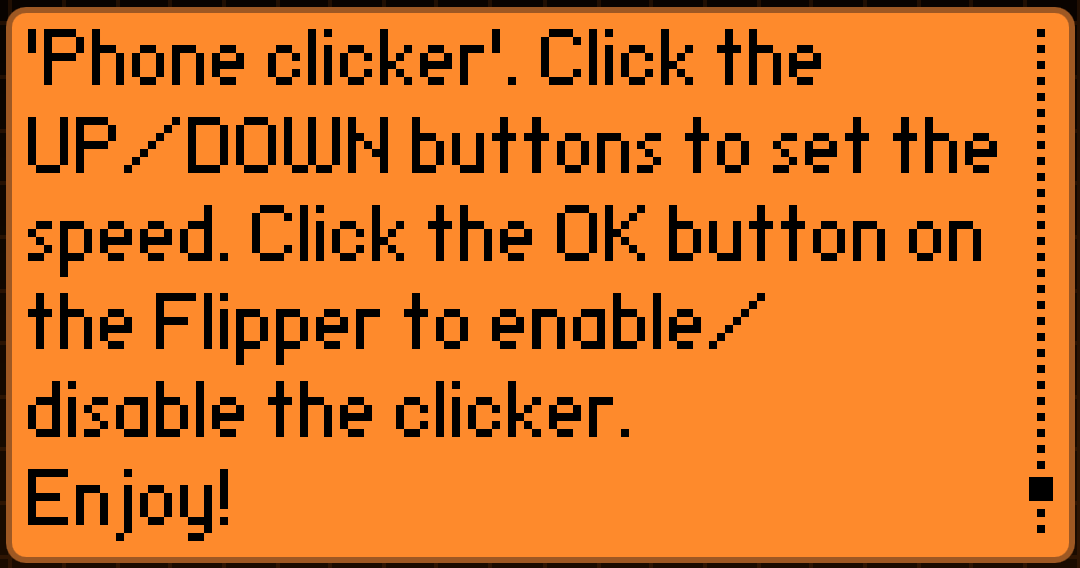 'Phone clicker'. Click the
UP/DOWN buttons to set the
speed. Click the OK button on
the Flipper to enable/
disable the clicker.
Enjoy!